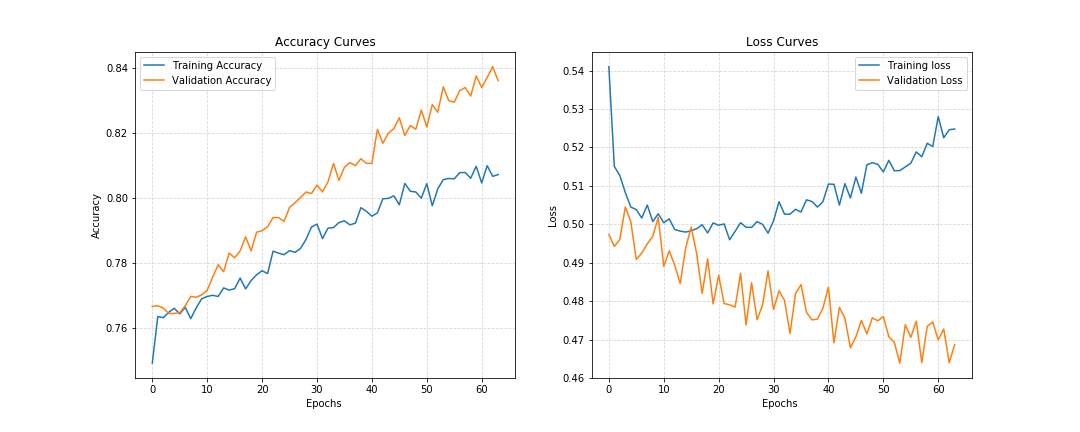 Accuracy Curves
Training Accuracy
Validation Accuracy
0.84
0.82
0.80
0.78
0.76
Accuracy
0 10 20 30 40 50 60
Epochs
Loss Curves
Training loss
Validation Loss
0.54
0.53
0.52
0.51
0.50
0.49
0.48
0.47
0.46
Loss
0 10 20 30 40 50 60
Epochs